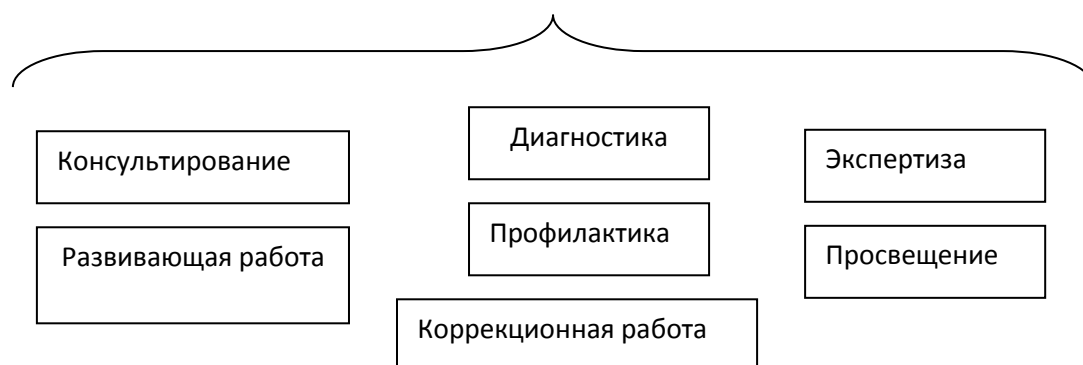 Консультирование
Развивающая работа
Диагностика
Профилактика
Коррекционная работа
Экспертиза
Просвещение